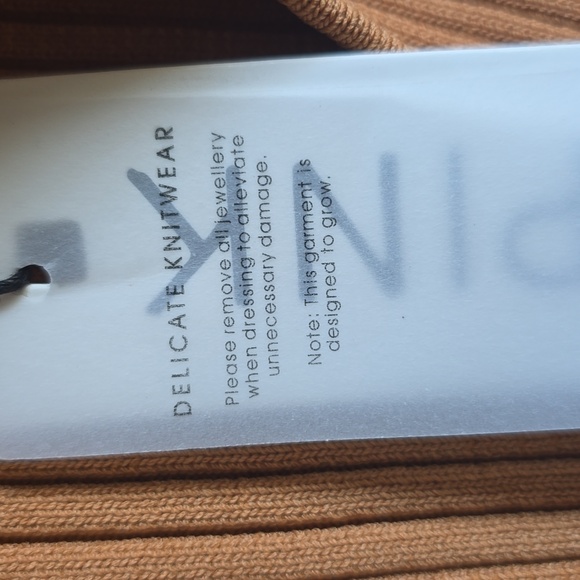 DELICATE KNITWEAR
Please remove all jewellery
when dressing to alleviate
unnecessary damage.
Note: This garment is
designed to grow.